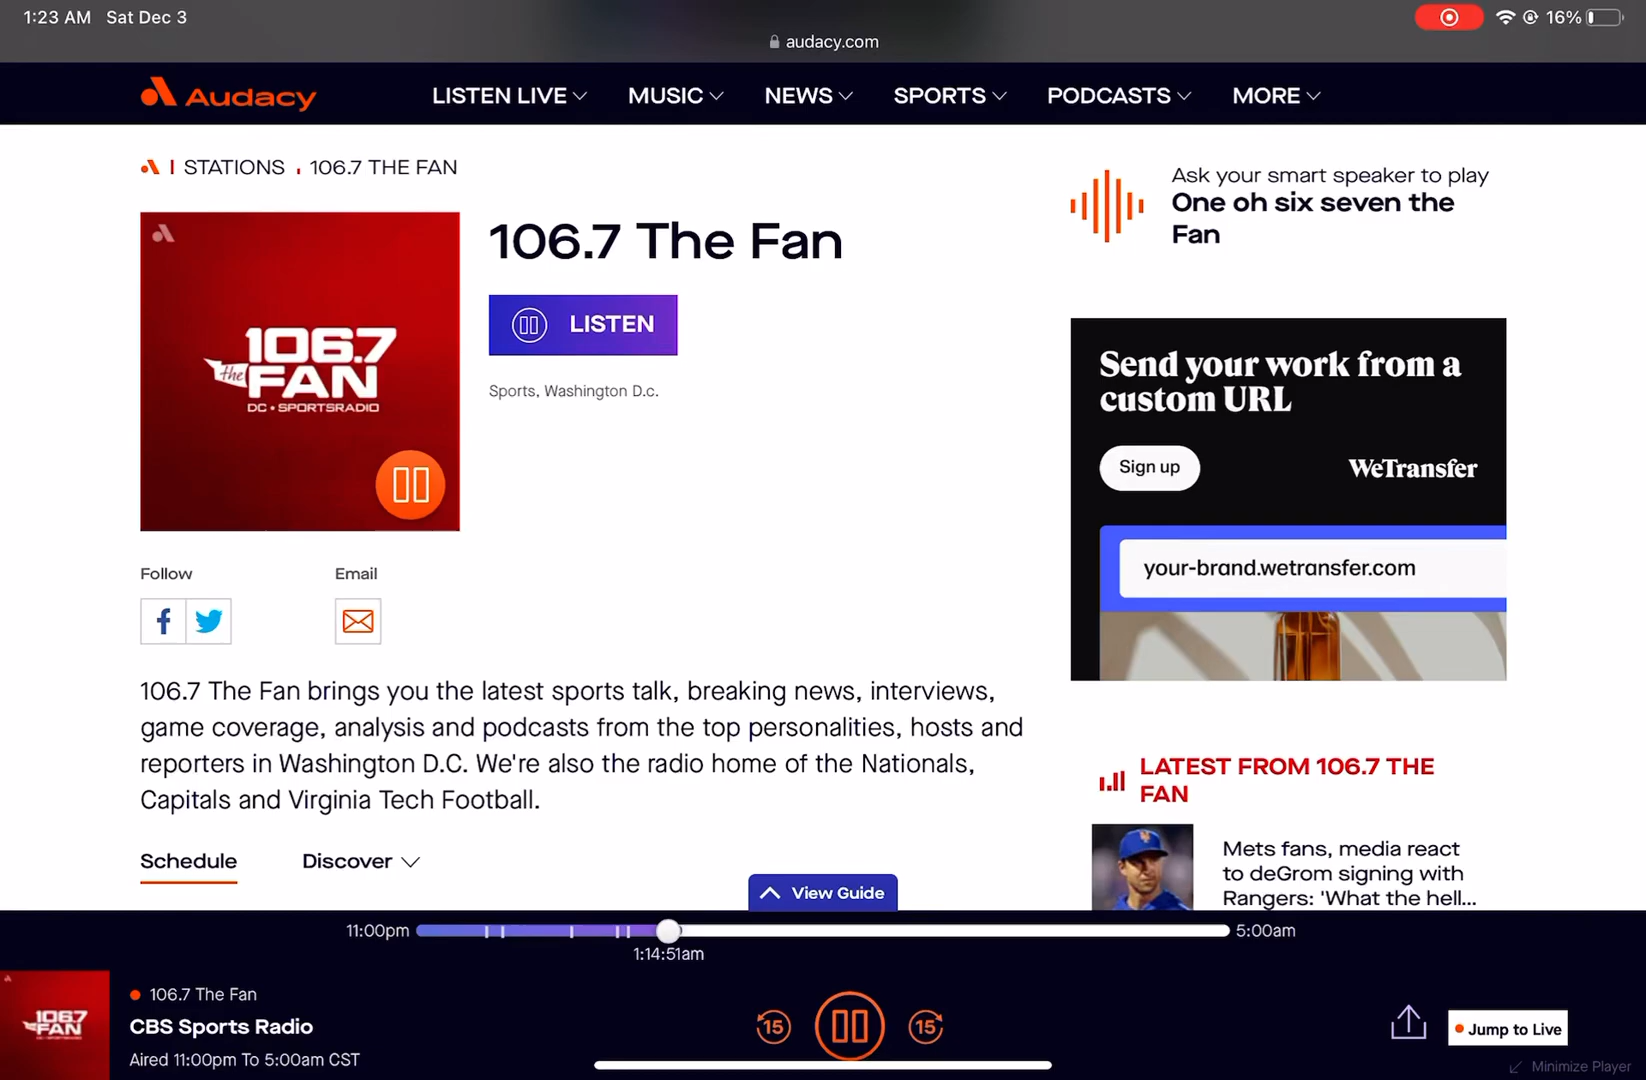 1:23 AM Sat Dec 3
16%
audacy.com
Audacy
LISTEN LIVE MUSIC NEWS SPORTS PODCASTS MORE
STATIONS 106.7 THE FAN
106.7
the FAN
DC • SPORTSRADIO
106.7 The Fan
LISTEN
Sports, Washington D.c.
Ask your smart speaker to play
One oh six seven the
Fan
Send your work from a
custom URL
Sign up
WeTransfer
your-brand.wetransfer.com
Follow Email
106.7 The Fan brings you the latest sports talk, breaking news, interviews,
game coverage, analysis and podcasts from the top personalities, hosts and
reporters in Washington D.C. We're also the radio home of the Nationals,
Capitals and Virginia Tech Football.
Schedule Discover
LATEST FROM 106.7 THE
FAN
Mets fans, media react
to deGrom signing with
Rangers: 'What the hell...
View Guide
11:00pm 5:00am
1:14:51am
106.7
the FAN
106.7 The Fan
CBS Sports Radio
Aired 11:00pm To 5:00am CST
15 15
Jump to Live
Minimize Player